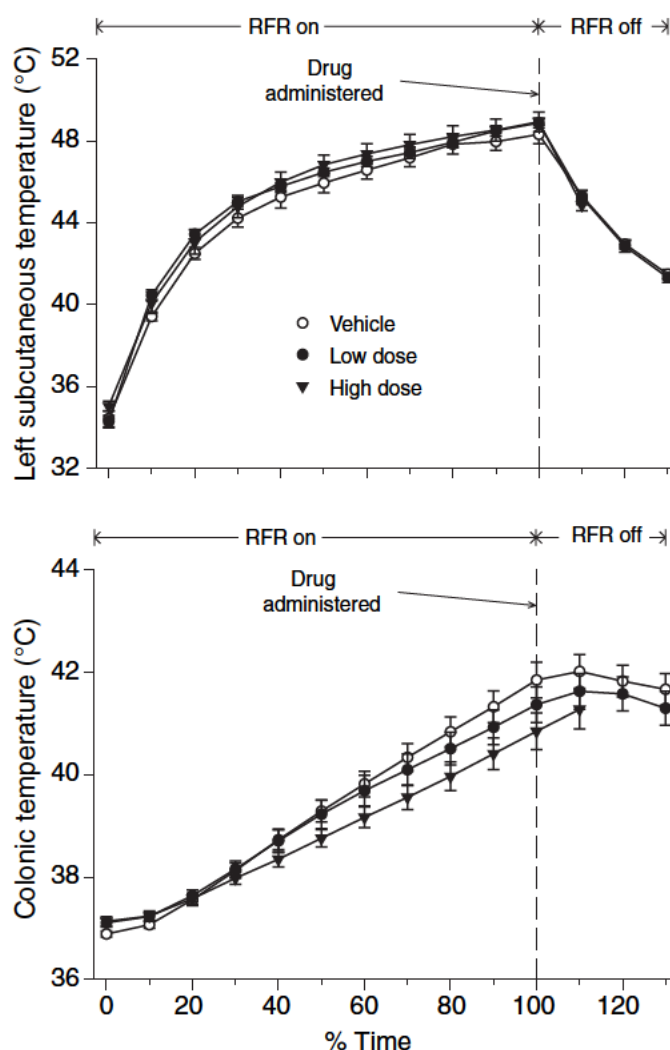 RFR on RFR off
52
48
44
40
36
32
Left subcutaneous temperature (°C)
Drug
administered
Vehicle
Low dose
High dose
RFR on RFR off
44
42
40
38
36
Colonic temperature (°C)
Drug
administered
0 20 40 60 80 100 120
% Time